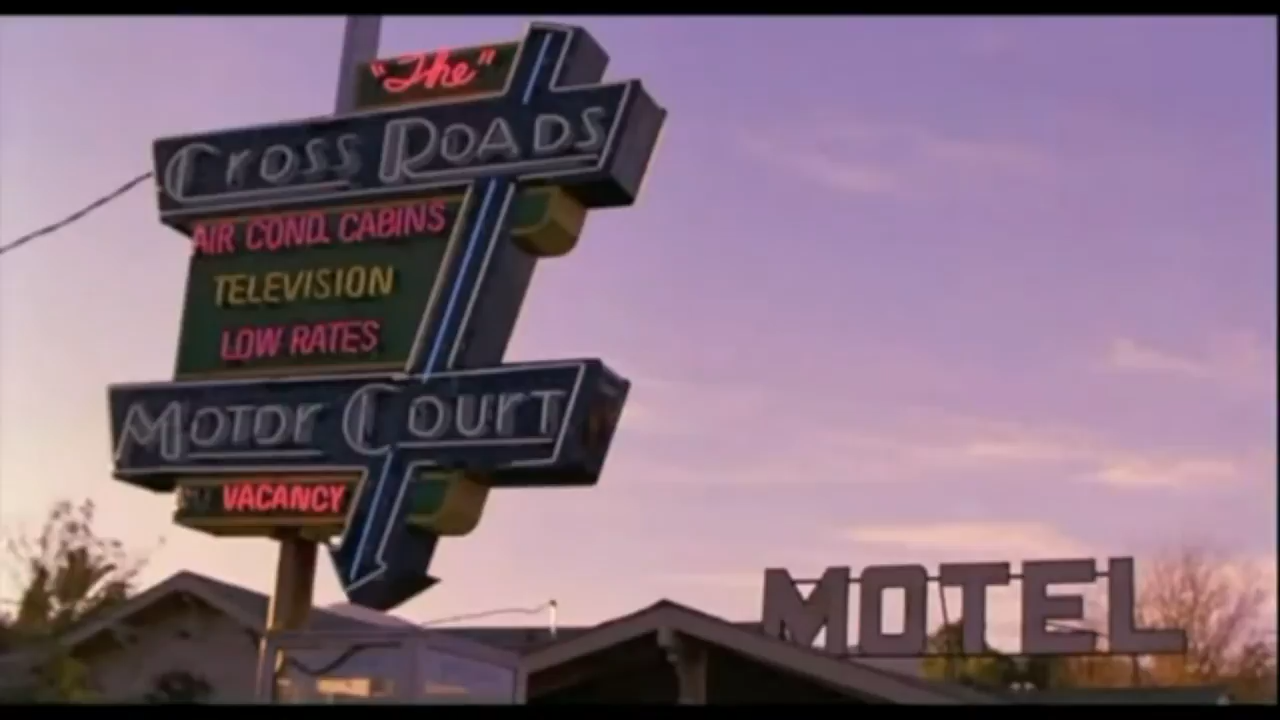 "The"
Cross Roads
AIR COND. CABINS
TELEVISION
LOW RATES
Motor Court
VACANCY
MOTEL